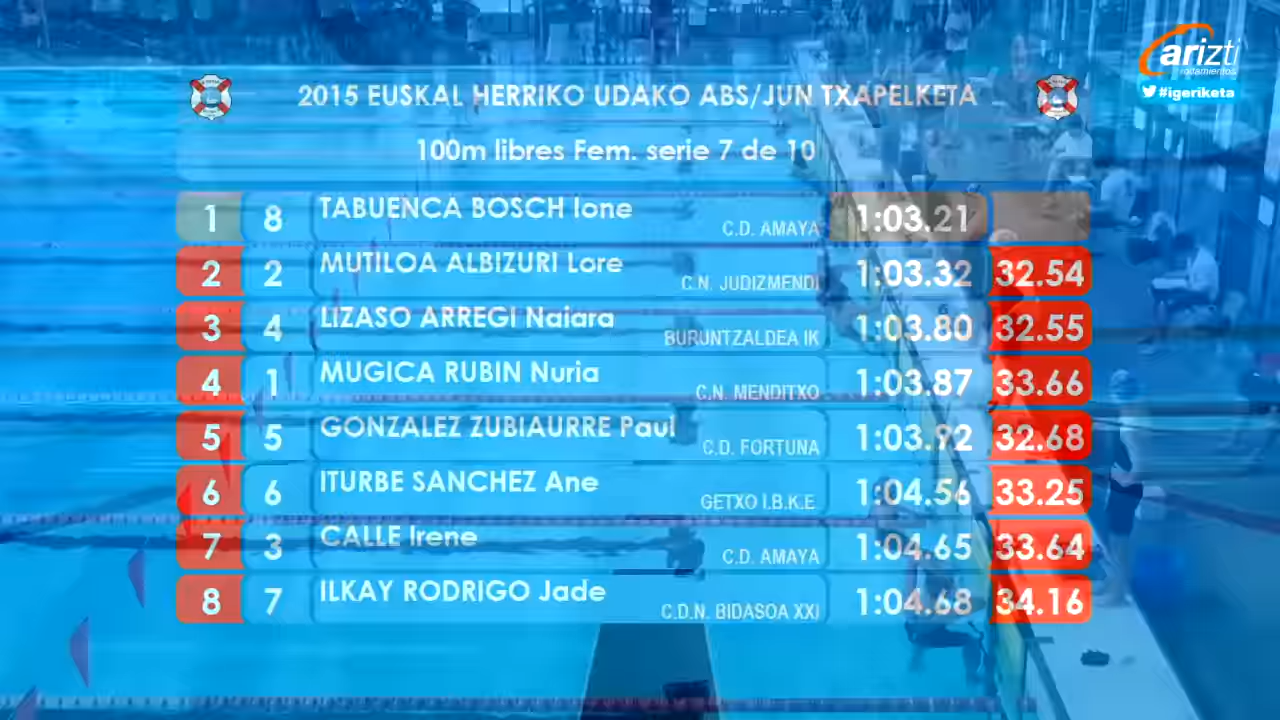 arizti
rodamientos
#igeriketa
2015 EUSKAL HERRIKO UDAKO ABS/JUN TXAPELKETA
100m libres Fem. serie 7 de 10
1 8 TABUENCA BOSCH Ione C.D. AMAYA 1:03.21
2 2 MUTILOA ALBIZURI Lore C.N. JUDIZMENDI 1:03.32 32.54
3 4 LIZASO ARREGI Naiara BURUNTZALDEA IK 1:03.80 32.55
4 1 MUGICA RUBIN Nuria C.N. MENDITXO 1:03.87 33.66
5 5 GONZALEZ ZUBIAURRE Paul C.D. FORTUNA 1:03.92 32.68
6 6 ITURBE SANCHEZ Ane GETXO I.B.K.E 1:04.56 33.25
7 3 CALLE Irene C.D. AMAYA 1:04.65 33.64
8 7 ILKAY RODRIGO Jade C.D.N. BIDASOA XXI 1:04.68 34.16